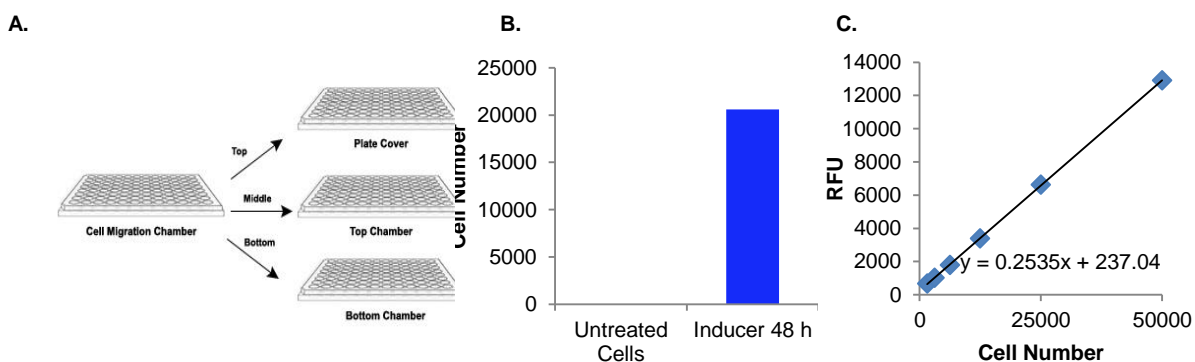 A.
Top
Plate Cover
Middle
Cell Migration Chamber
Top Chamber
Bottom
Bottom Chamber
B.
Cell Number
25000
20000
15000
10000
5000
0
Untreated
Cells
Inducer 48 h
C.
RFU
14000
12000
10000
8000
6000
4000
2000
0
y = 0.2535x + 237.04
0
25000
50000
Cell Number